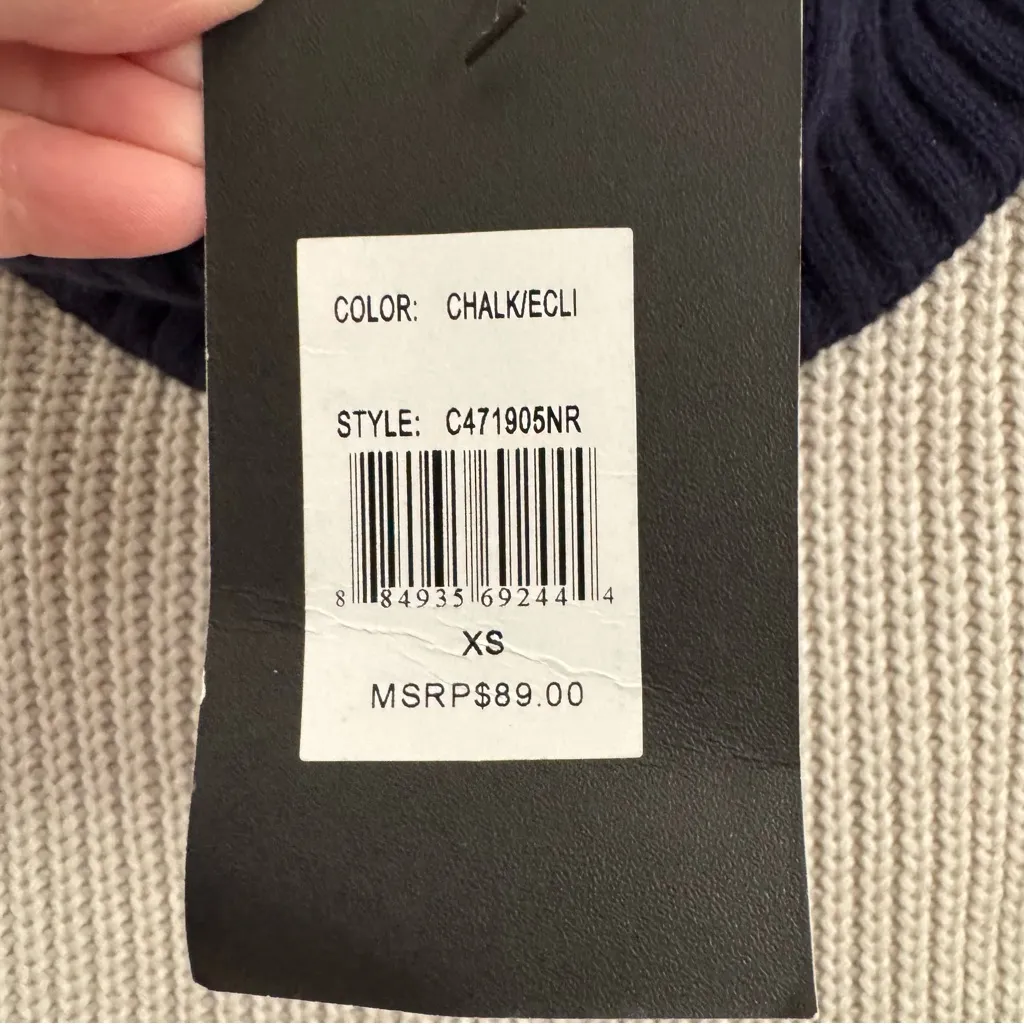 COLOR: CHALK/ECLI
STYLE: C471905NR
8 84935 69244 4
XS
MSRP$89.00